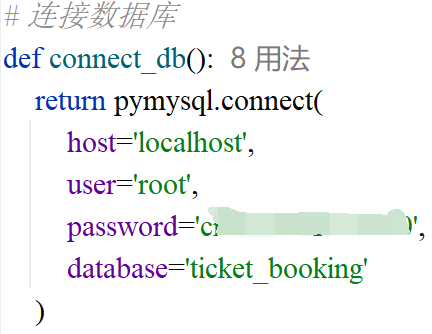 # 连接数据库
def connect_db(): 8 用法
return pymysql.connect(
host='localhost',
user='root',
password='
database='ticket_booking'
)